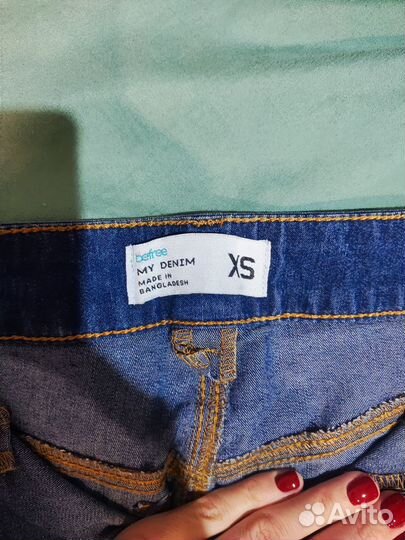 befree
MY DENIM
MADE IN
BANGLADESH
XS
Avito